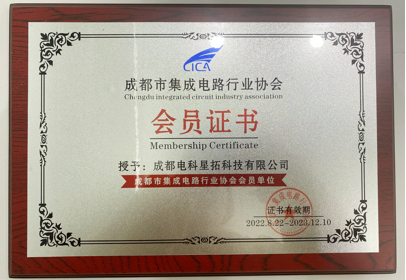 CICA
成都市集成电路行业协会
Chengdu integrated circuit industry association
会员证书
Membership Certificate
授予：成都电科星拓科技有限公司
成都市集成电路行业协会会员单位
证书有效期
2022.8.22-2023.12.10